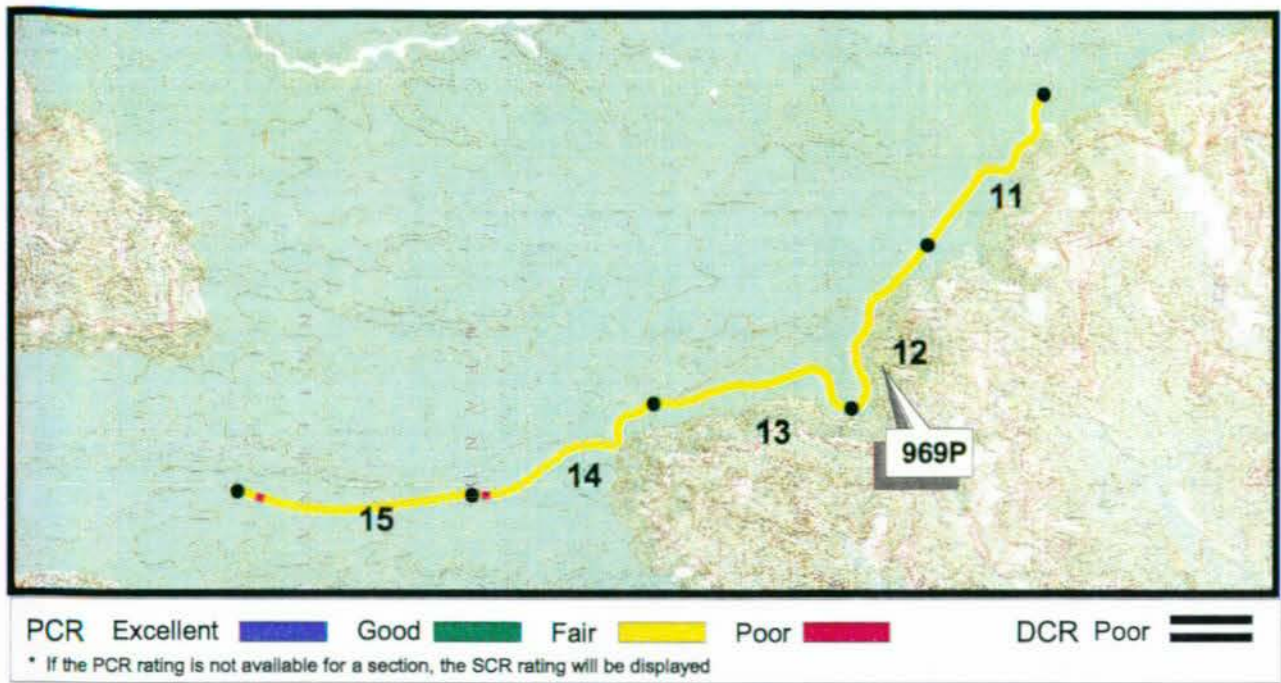 11
12
13
969P
14
15
PCR Excellent Good Fair Poor DCR Poor
* If the PCR rating is not available for a section, the SCR rating will be displayed